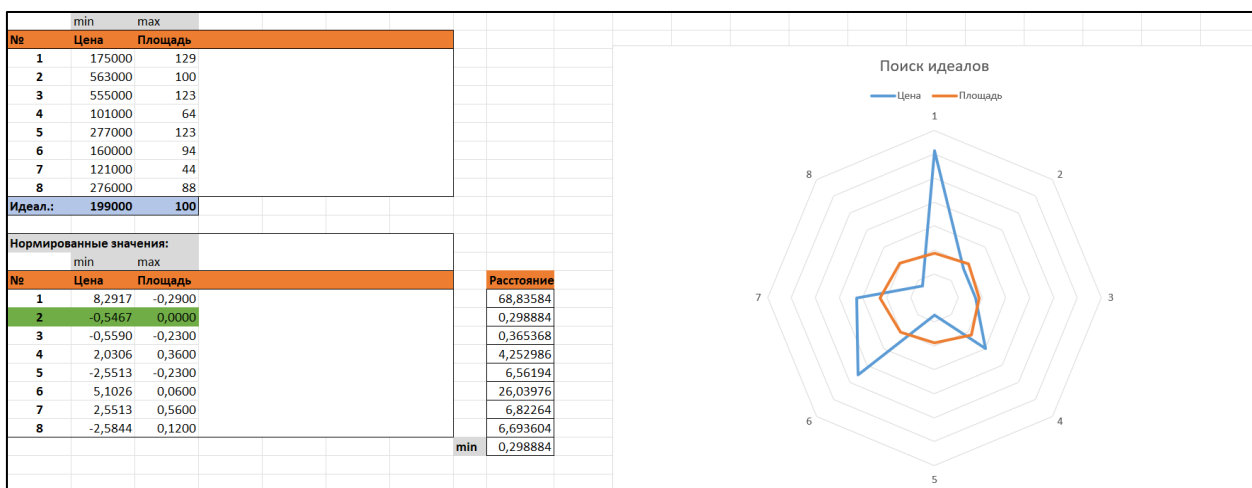 min max
№ Цена Площадь
1 175000 129
2 563000 100
3 555000 123
4 101000 64
5 277000 123
6 160000 94
7 121000 44
8 276000 88
Идеал.: 199000 100
Нормированные значения:
min max
№ Цена Площадь Расстояние
1 8,2917 -0,2900 68,83584
2 -0,5467 0,0000 0,298884
3 -0,5590 -0,2300 0,365368
4 2,0306 0,3600 4,252986
5 -2,5513 -0,2300 6,56194
6 5,1026 0,0600 26,03976
7 2,5513 0,5600 6,82264
8 -2,5844 0,1200 6,693604
min 0,298884
Поиск идеалов
Цена Площадь
1
2
3
4
5
6
7
8